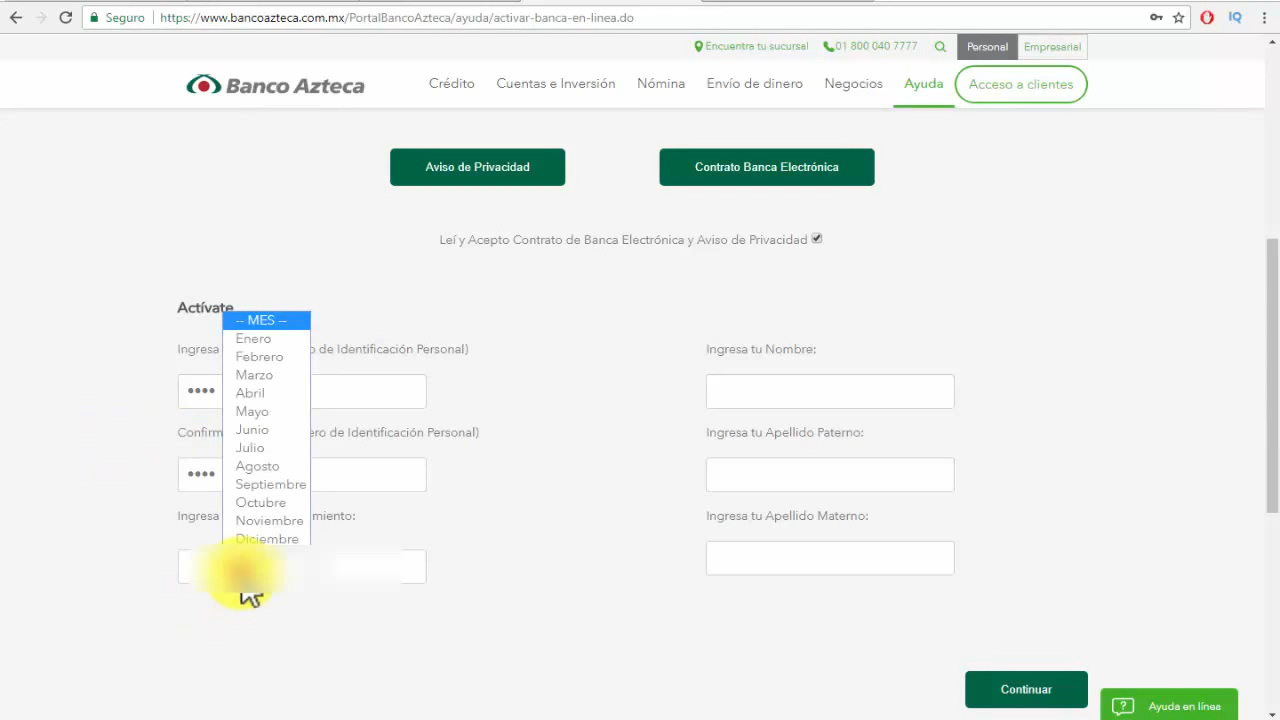 Seguro https://www.bancoazteca.com.mx/PortalBancoAzteca/ayuda/activar-banca-en-linea.do
IQ
Encuentra tu sucursal 01 800 040 7777 Personal Empresarial
Banco Azteca Crédito Cuentas e Inversión Nómina Envío de dinero Negocios Ayuda Acceso a clientes
Aviso de Privacidad Contrato Banca Electrónica
Leí y Acepto Contrato de Banca Electrónica y Aviso de Privacidad
Actívate
-- MES --
Enero
Febrero
Marzo
Abril
Mayo
Junio
Julio
Agosto
Septiembre
Octubre
Noviembre
Diciembre
Ingresa o de Identificación Personal)
Confirm ero de Identificación Personal)
Ingresa miento:
Ingresa tu Nombre:
Ingresa tu Apellido Paterno:
Ingresa tu Apellido Materno:
Continuar
? Ayuda en línea